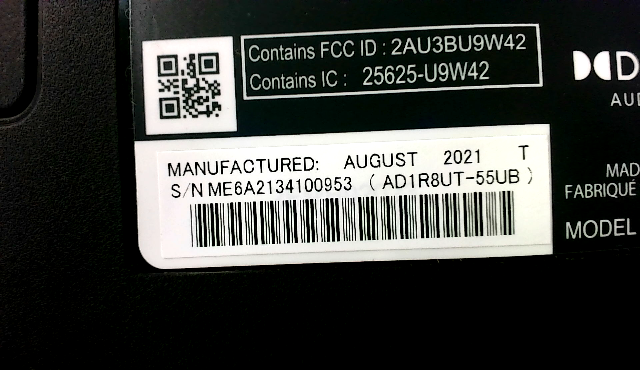 Contains FCC ID : 2AU3BU9W42
Contains IC : 25625-U9W42
AU
MANUFACTURED: AUGUST 2021 T
S/N ME6A2134100953 ( AD1R8UT-55UB )
MAD
FABRIQUÉ
MODEL